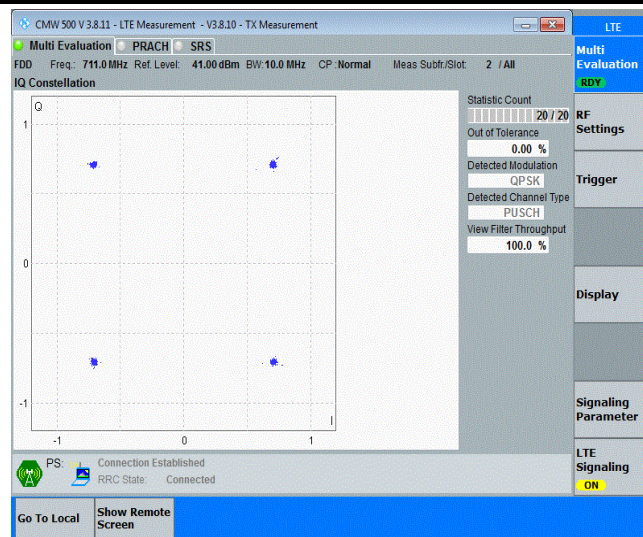 CMW 500 V 3.8.11 - LTE Measurement - V3.8.10 - TX Measurement
LTE
Multi Evaluation PRACH SRS
FDD Freq.: 711.0 MHz Ref. Level: 41.00 dBm BW: 10.0 MHz CP : Normal Meas Subfr./Slot: 2 / All
IQ Constellation
Q
1
0
-1
-1 0 1
I
Statistic Count
20 / 20
Out of Tolerance
0.00 %
Detected Modulation
QPSK
Detected Channel Type
PUSCH
View Filter Throughput
100.0 %
PS: Connection Established
RRC State: Connected
Multi
Evaluation
RDY
RF
Settings
Trigger
Display
Signaling
Parameter
LTE
Signaling
ON
Go To Local
Show Remote
Screen